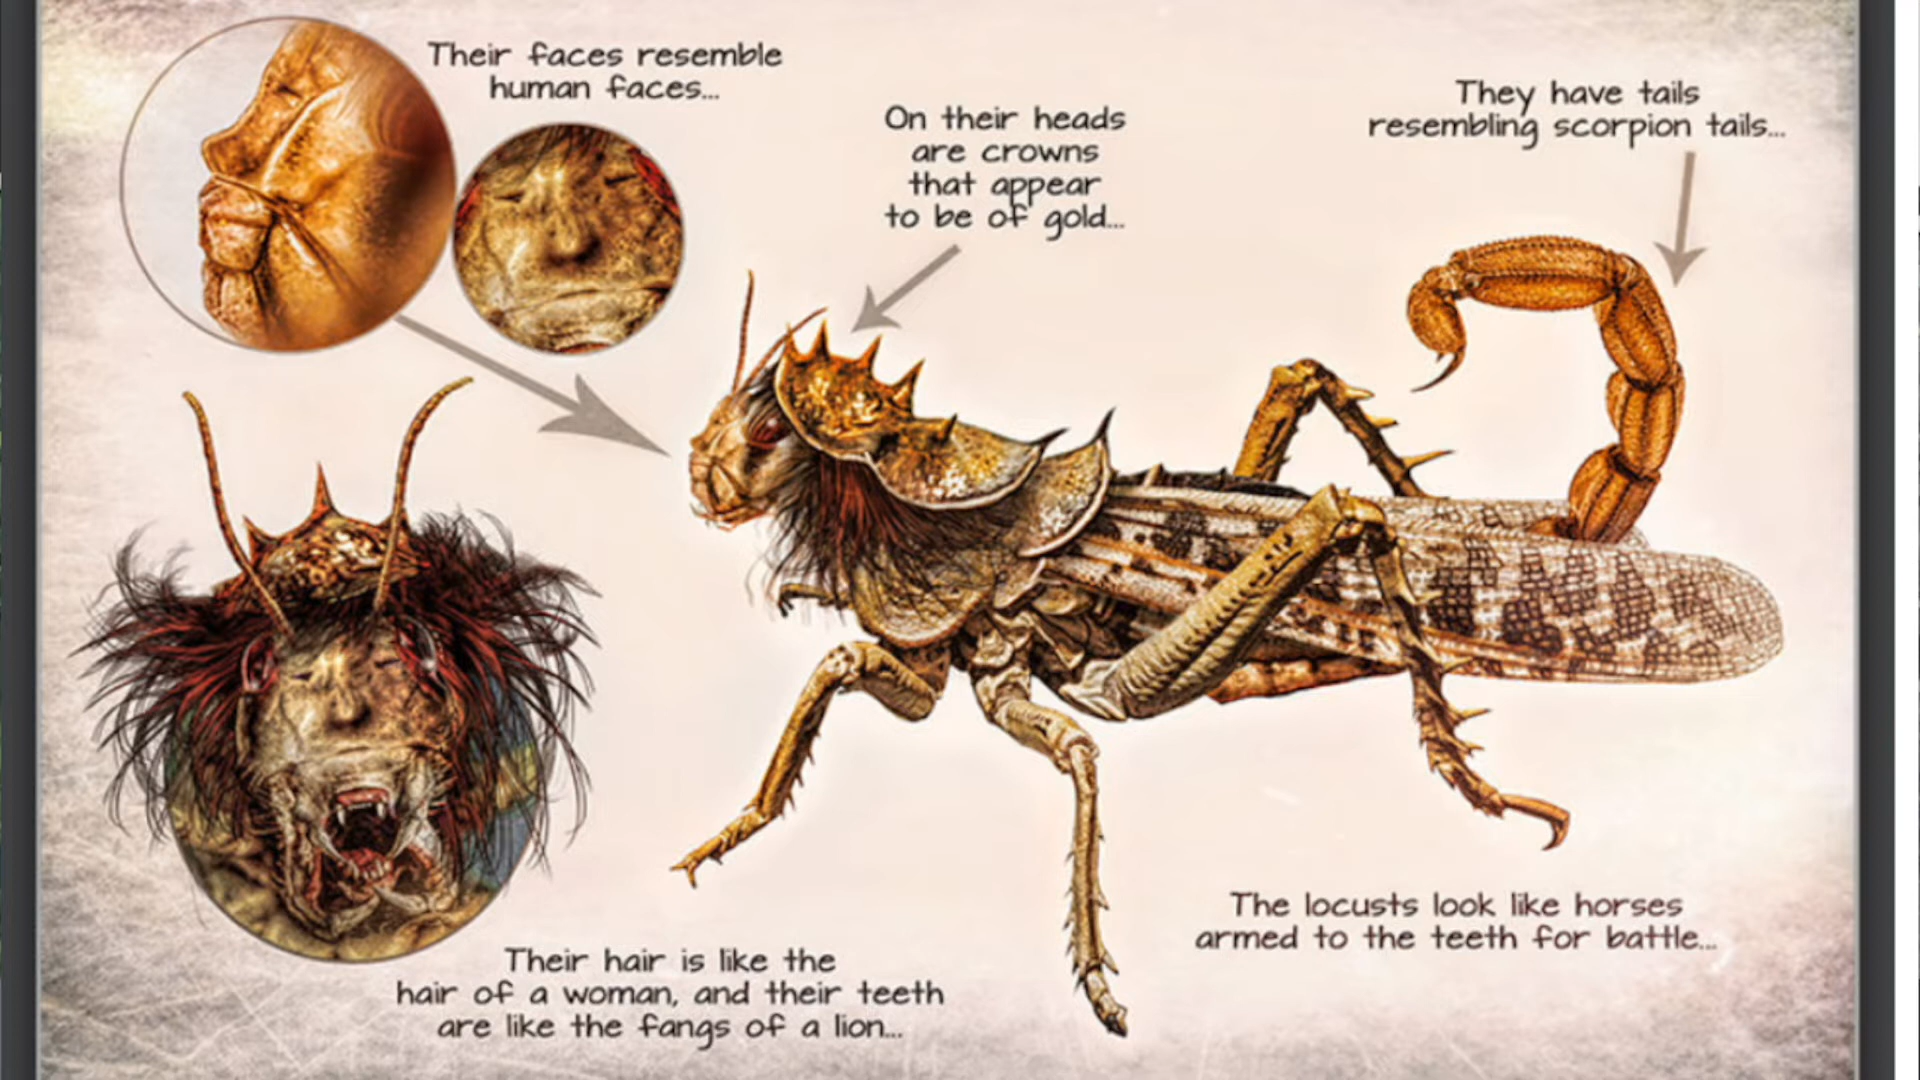 Their faces resemble
human faces...
On their heads
are crowns
that appear
to be of gold...
They have tails
resembling scorpion tails...
The locusts look like horses
armed to the teeth for battle...
Their hair is like the
hair of a woman, and their teeth
are like the fangs of a lion...